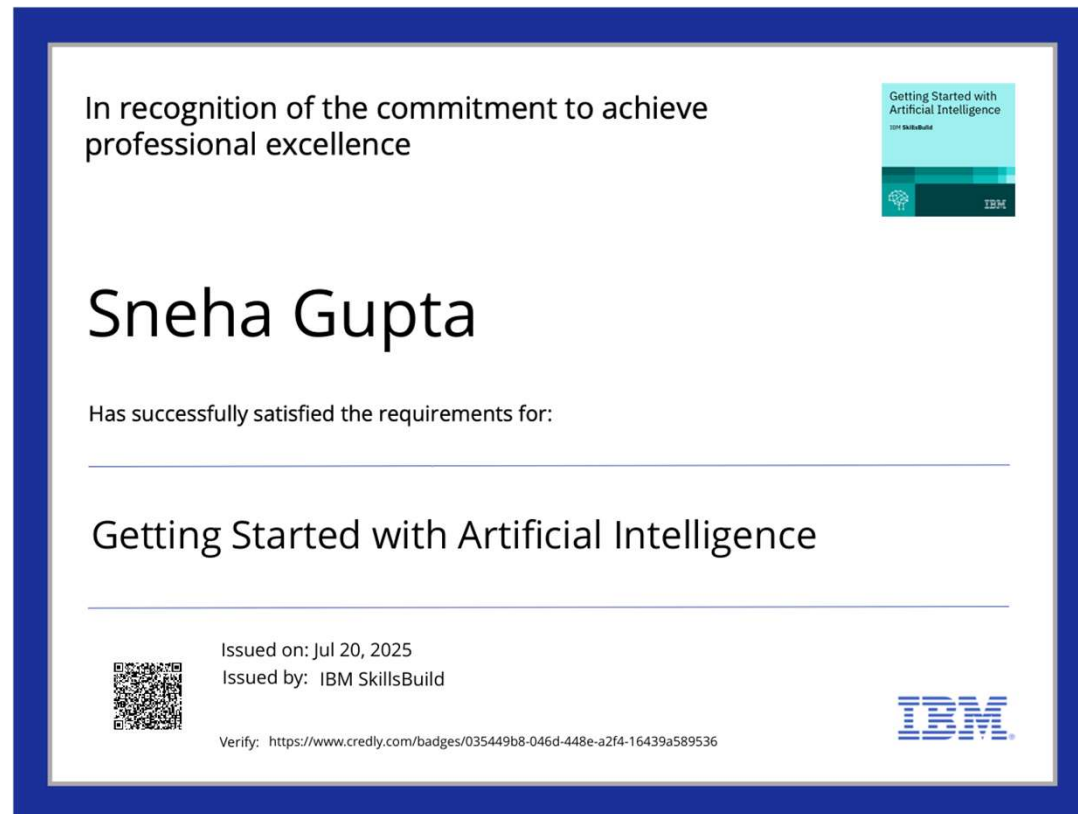 In recognition of the commitment to achieve
professional excellence
Getting Started with
Artificial Intelligence
IBM SkillsBuild
IBM
Sneha Gupta
Has successfully satisfied the requirements for:
Getting Started with Artificial Intelligence
Issued on: Jul 20, 2025
Issued by: IBM SkillsBuild
Verify: https://www.credly.com/badges/035449b8-046d-448e-a2f4-16439a589536
IBM